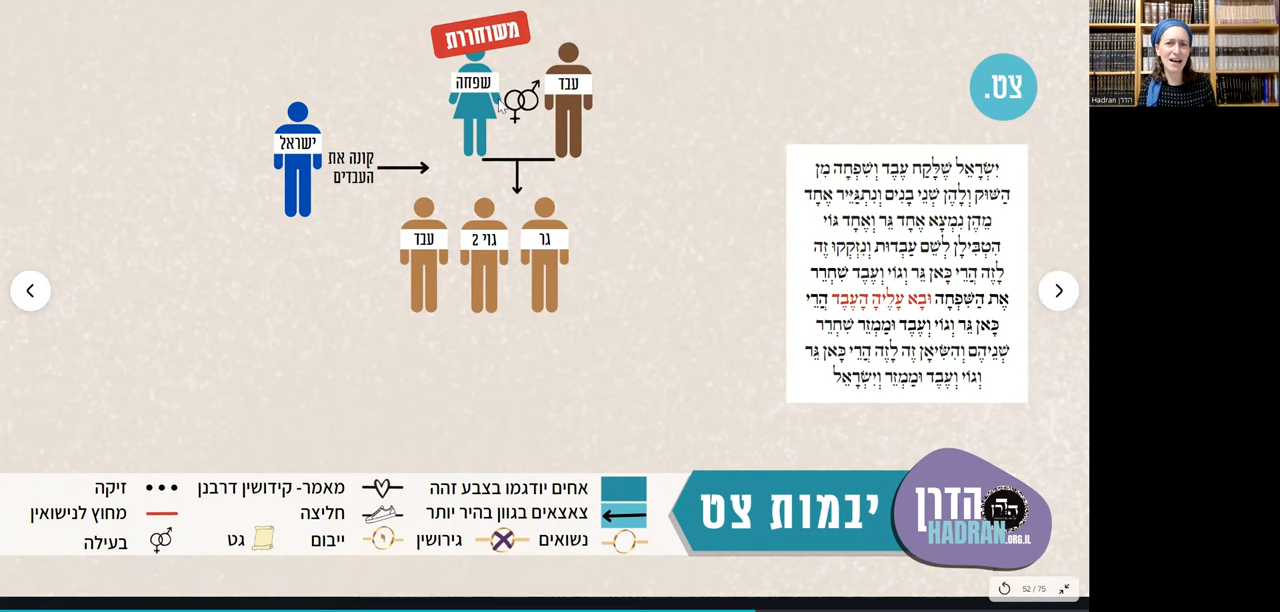 משוחררת
שפחה
עבד
צט.
ישראל
קונה את
העבדים
עבד
גוי 2
גר
יִשְׂרָאֵל שֶׁלָּקַח עֶבֶד וְשִׁפְחָה מִן
הַשּׁוּק וְלָהֶן שְׁנֵי בָנִים וְנִתְגַּיֵּיר אֶחָד
מֵהֶן נִמְצָא אֶחָד גֵּר וְאֶחָד גּוֹי
הִטְבִּילָן לְשֵׁם עַבְדוּת וְנִזְקְקוּ זֶה
לָזֶה הֲרֵי כָּאן גֵּר וְגוֹי וְעֶבֶד שִׁחְרֵר
אֶת הַשִּׁפְחָה וּבָא עָלֶיהָ הָעֶבֶד הֲרֵי
כָּאן גֵּר וְגוֹי וְעֶבֶד וּמַמְזֵר שִׁחְרֵר
שְׁנֵיהֶם וְהִשִּׂיאָן זֶה לָזֶה הֲרֵי כָּאן גֵּר
וְגוֹי וְעֶבֶד וּמַמְזֵר וְיִשְׂרָאֵל
אחים יודגמו בצבע זהה
צאצאים בגוון בהיר יותר
נשואים
גירושין
מאמר- קידושין דרבנן
חליצה
ייבום
גט
זיקה
מחוץ לנישואין
בעילה
יבמות צט
הדרן
HADRAN.ORG.IL
52 / 75
Hadran הדרן